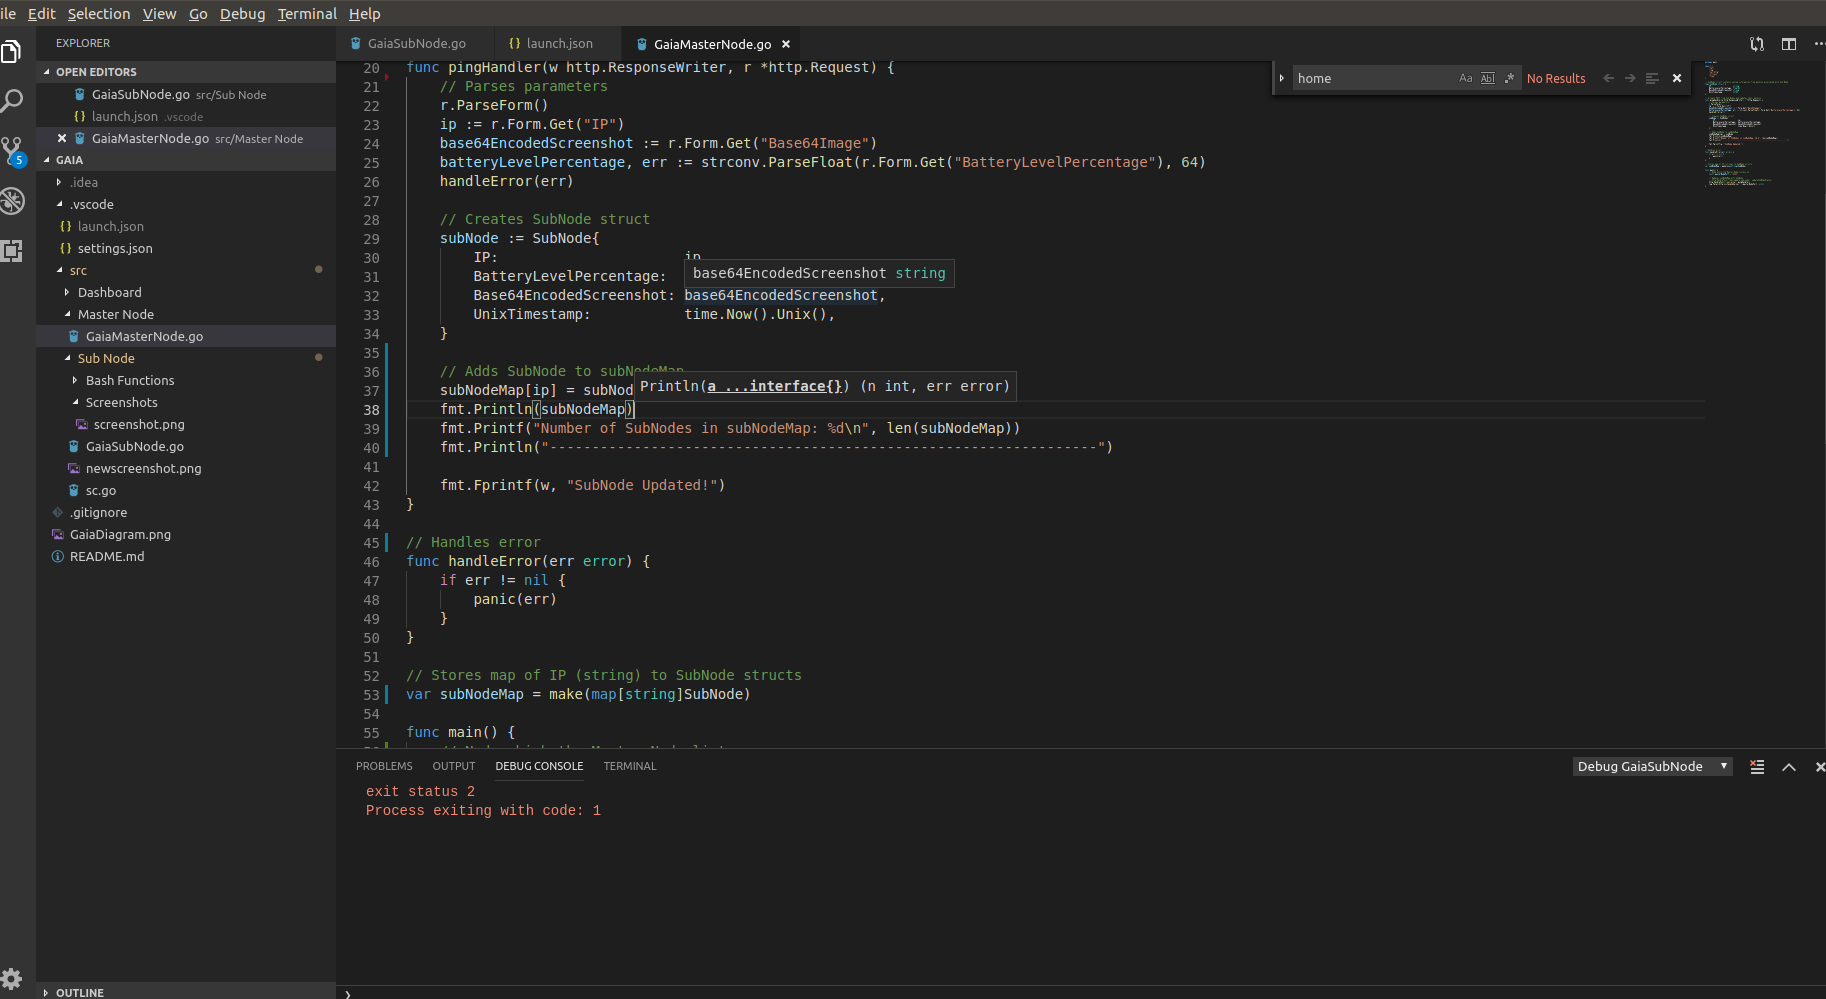 ile Edit Selection View Go Debug Terminal Help
EXPLORER
OPEN EDITORS
GaiaSubNode.go src/Sub Node
launch.json .vscode
GaiaMasterNode.go src/Master Node
GAIA
.idea
.vscode
launch.json
settings.json
src
Dashboard
Master Node
GaiaMasterNode.go
Sub Node
Bash Functions
Screenshots
screenshot.png
GaiaSubNode.go
newscreenshot.png
sc.go
.gitignore
GaiaDiagram.png
README.md
OUTLINE
5
GaiaSubNode.go launch.json GaiaMasterNode.go
home Aa Abl .* No Results
20 func pingHandler(w http.ResponseWriter, r *http.Request) {
21 // Parses parameters
22 r.ParseForm()
23 ip := r.Form.Get("IP")
24 base64EncodedScreenshot := r.Form.Get("Base64Image")
25 batteryLevelPercentage, err := strconv.ParseFloat(r.Form.Get("BatteryLevelPercentage"), 64)
26 handleError(err)
27
28 // Creates SubNode struct
29 subNode := SubNode{
30 IP: ip
31 BatteryLevelPercentage:
base64EncodedScreenshot string
32 Base64EncodedScreenshot: base64EncodedScreenshot,
33 UnixTimestamp: time.Now().Unix(),
34 }
35
36 // Adds SubNode to subNodeMap
37 subNodeMap[ip] = subNod
Println(a ...interface{}) (n int, err error)
38 fmt.Println(subNodeMap)
39 fmt.Printf("Number of SubNodes in subNodeMap: %d\n", len(subNodeMap))
40 fmt.Println("-----------------------------------------------------------------")
41
42 fmt.Fprintf(w, "SubNode Updated!")
43 }
44
45 // Handles error
46 func handleError(err error) {
47 if err != nil {
48 panic(err)
49 }
50 }
51
52 // Stores map of IP (string) to SubNode structs
53 var subNodeMap = make(map[string]SubNode)
54
55 func main() {
PROBLEMS OUTPUT DEBUG CONSOLE TERMINAL
Debug GaiaSubNode
exit status 2
Process exiting with code: 1